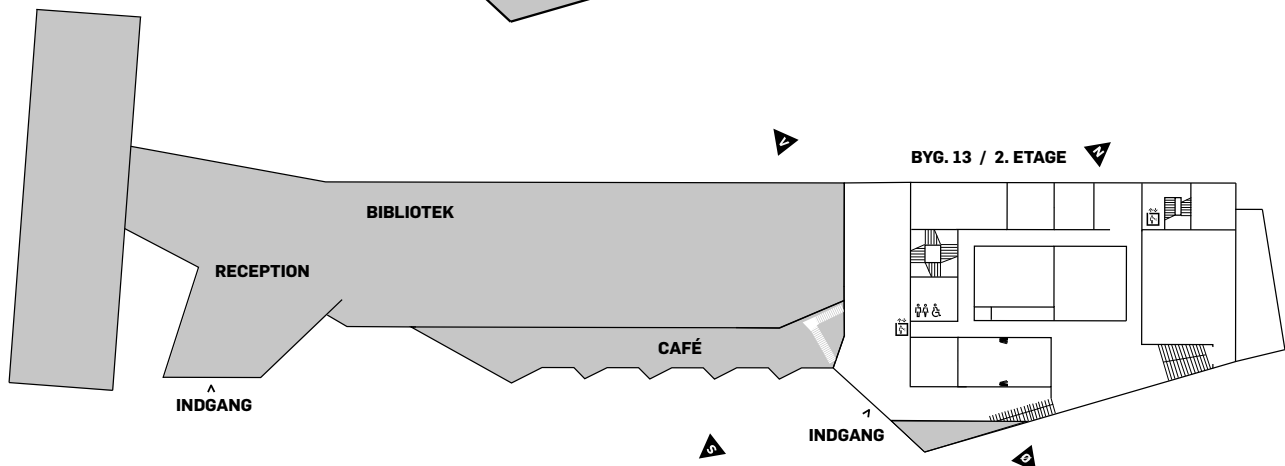 V
BYG. 13 / 2. ETAGE
N
BIBLIOTEK
RECEPTION
CAFÉ
INDGANG
INDGANG
S
Ø